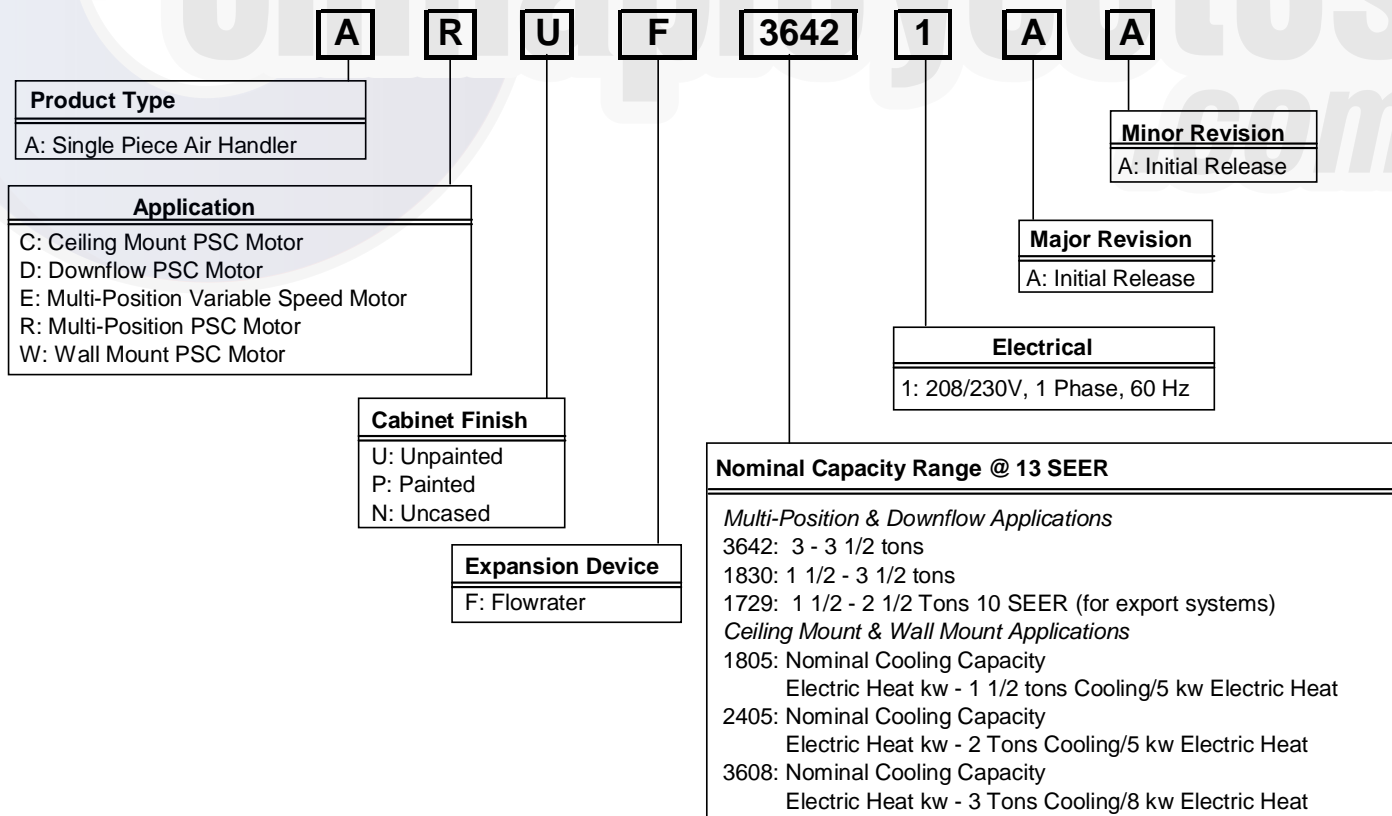 A R U F 3642 1 A A
Product Type
A: Single Piece Air Handler
Minor Revision
A: Initial Release
Application
C: Ceiling Mount PSC Motor
D: Downflow PSC Motor
E: Multi-Position Variable Speed Motor
R: Multi-Position PSC Motor
W: Wall Mount PSC Motor
Major Revision
A: Initial Release
Electrical
1: 208/230V, 1 Phase, 60 Hz
Cabinet Finish
U: Unpainted
P: Painted
N: Uncased
Expansion Device
F: Flowrater
Nominal Capacity Range @ 13 SEER
Multi-Position & Downflow Applications
3642: 3 - 3 1/2 tons
1830: 1 1/2 - 3 1/2 tons
1729: 1 1/2 - 2 1/2 Tons 10 SEER (for export systems)
Ceiling Mount & Wall Mount Applications
1805: Nominal Cooling Capacity
Electric Heat kw - 1 1/2 tons Cooling/5 kw Electric Heat
2405: Nominal Cooling Capacity
Electric Heat kw - 2 Tons Cooling/5 kw Electric Heat
3608: Nominal Cooling Capacity
Electric Heat kw - 3 Tons Cooling/8 kw Electric Heat
.com